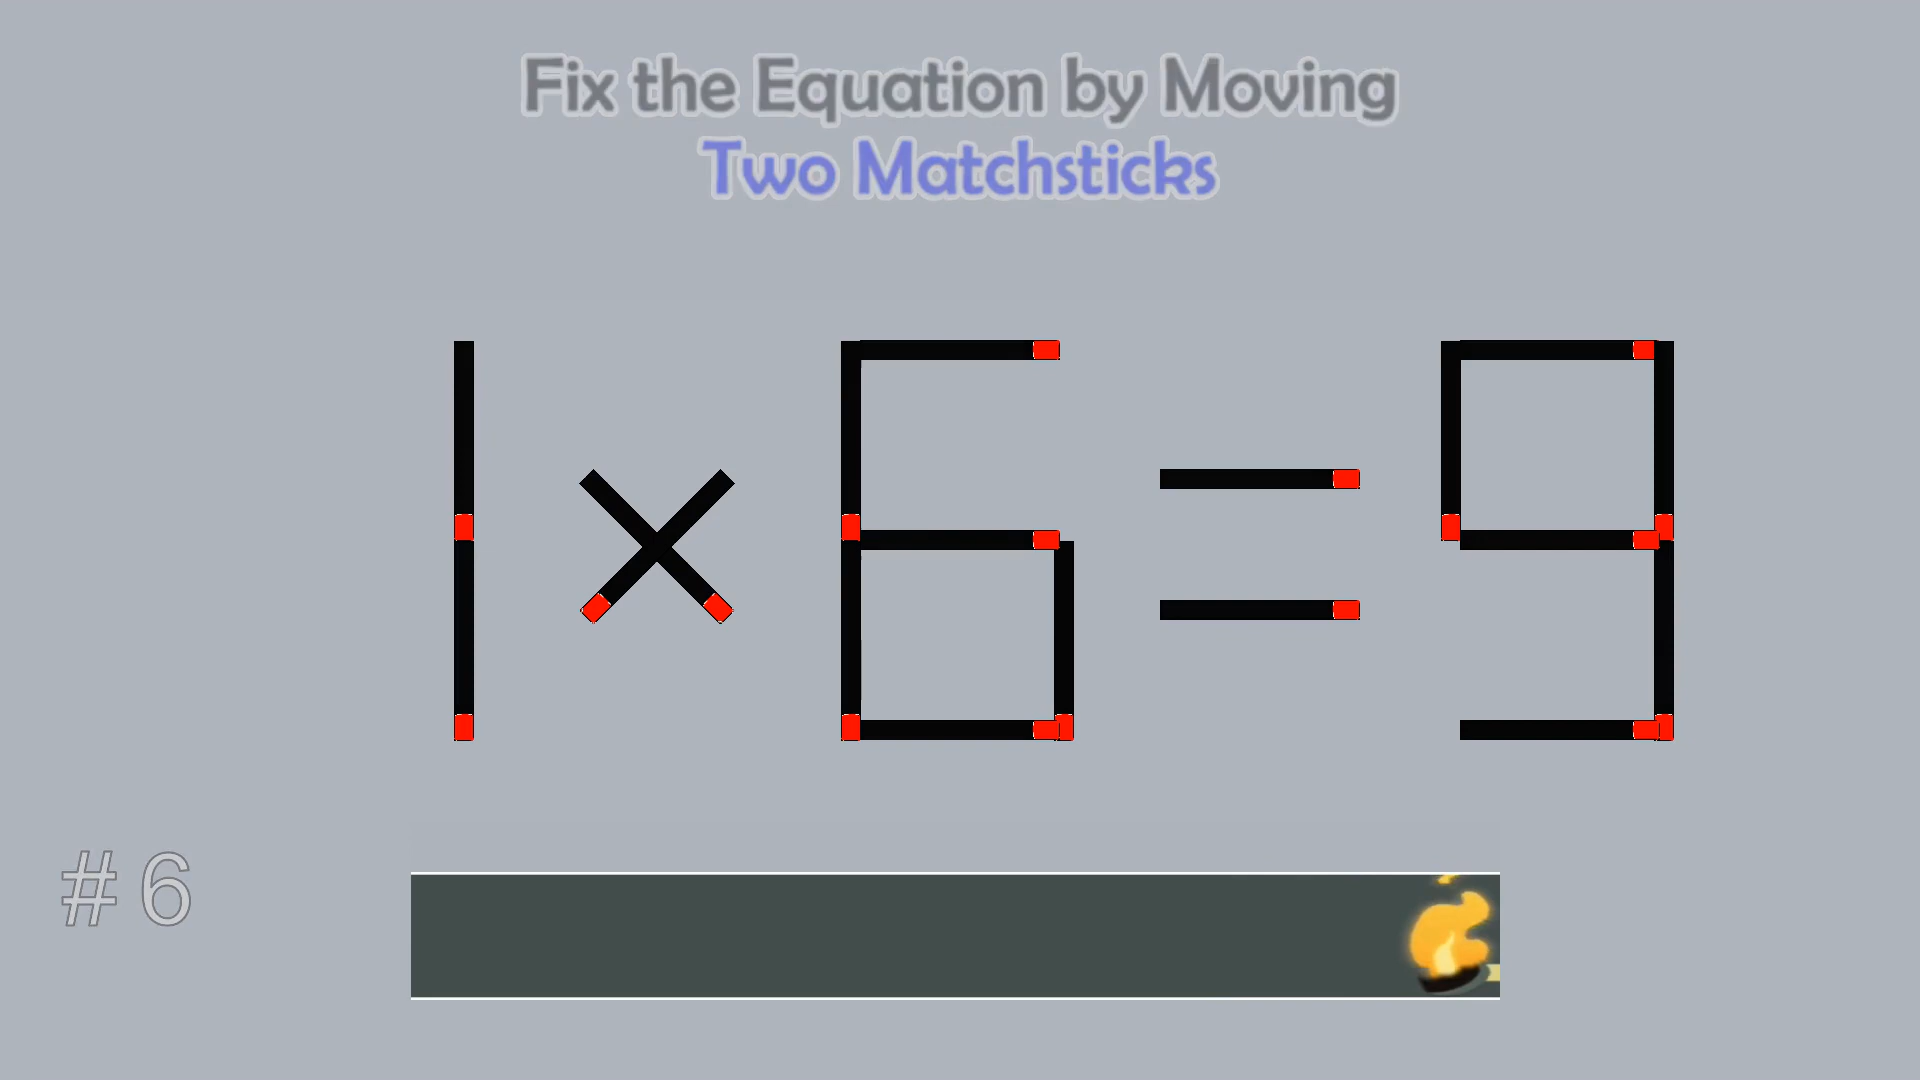 Fix the Equation by Moving
Two Matchsticks
1 × 6 = 9
# 6